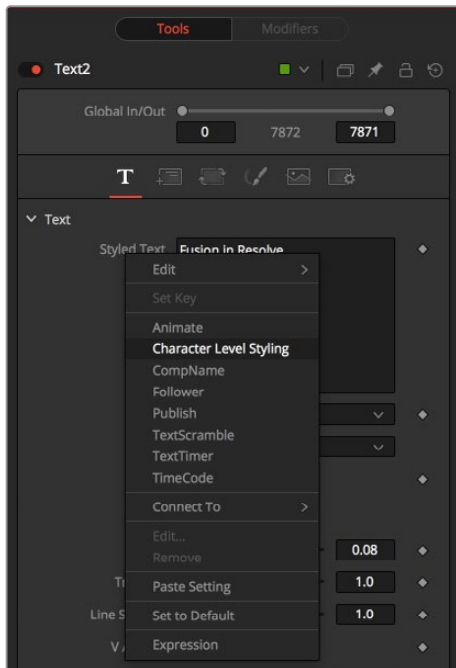 Tools Modifiers
Text2
Global In/Out
0 7872 7871
T
Text
Styled Text Fusion in Resolve
Edit
Set Key
Animate
Character Level Styling
CompName
Follower
Publish
TextScramble
TextTimer
TimeCode
Connect To
Edit...
Remove
0.08
Paste Setting
1.0
Line S
Set to Default
1.0
Expression